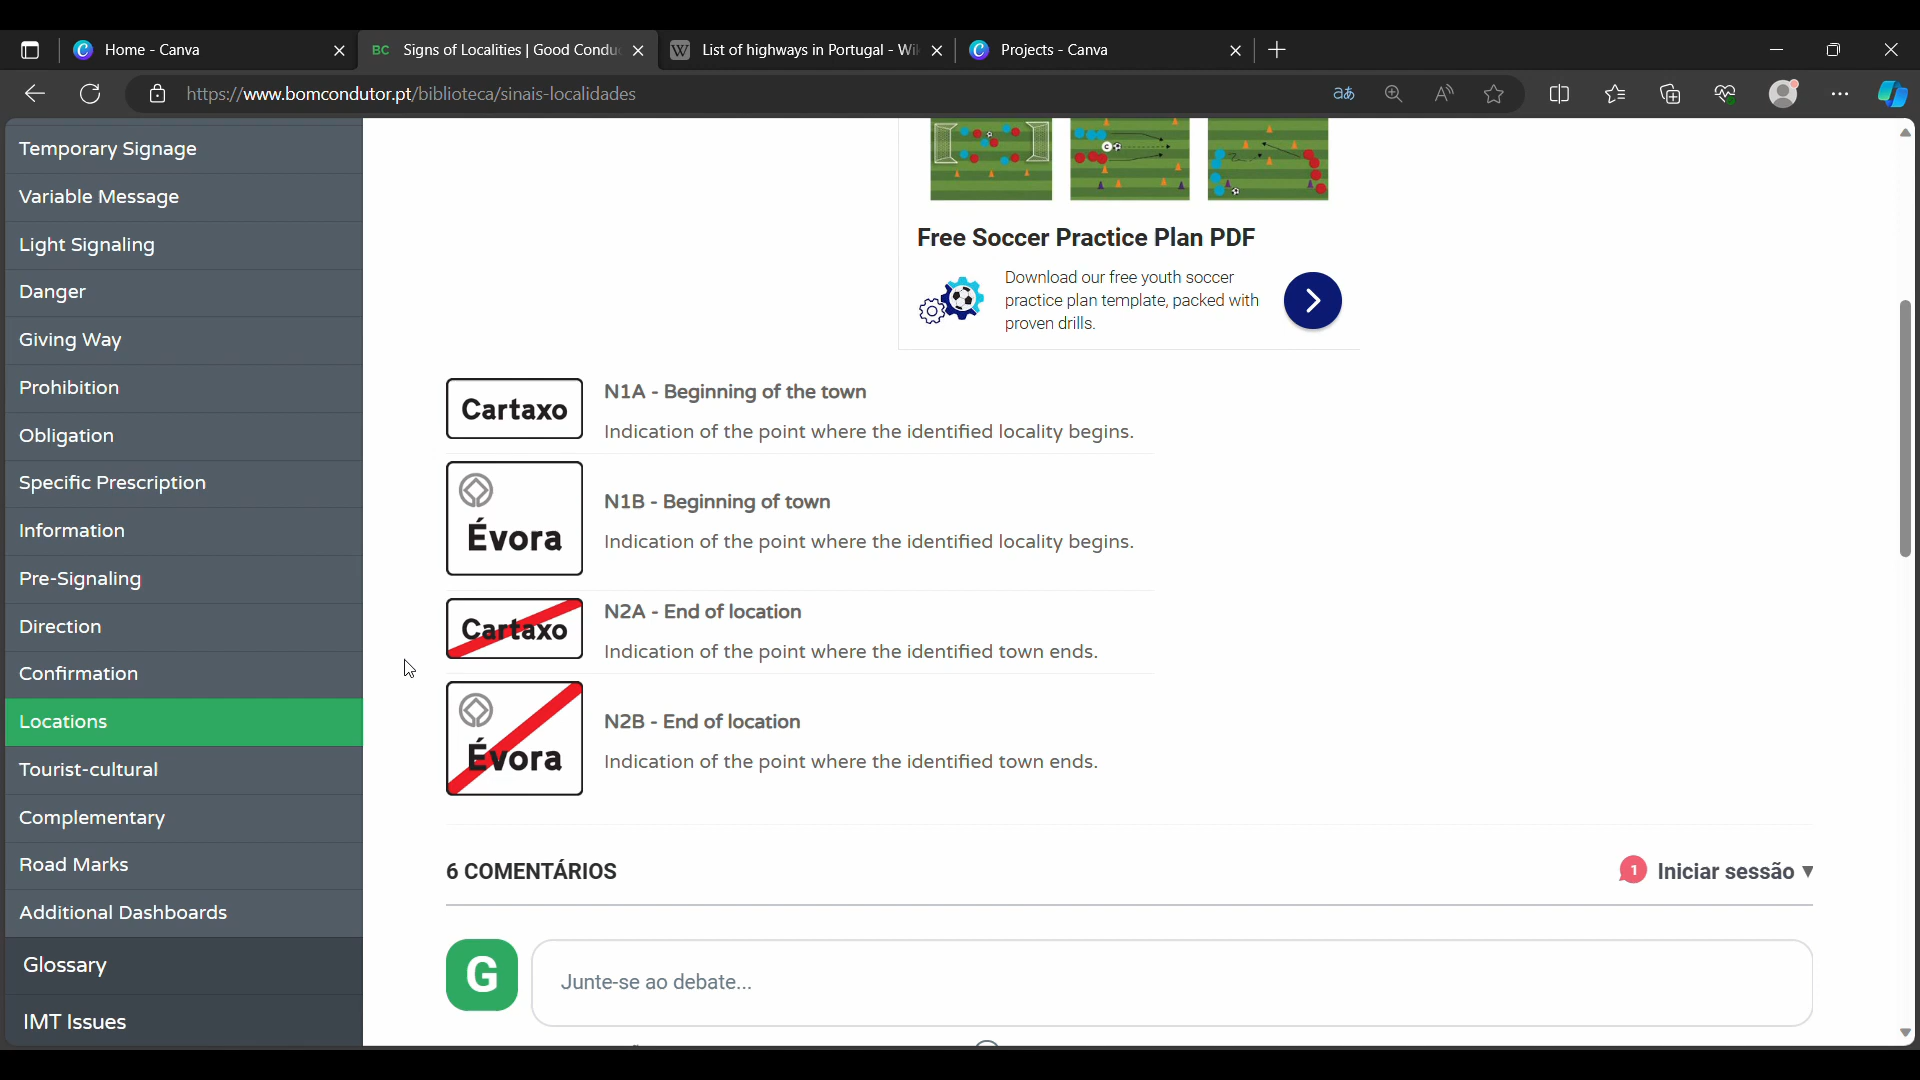 Home - Canva
BC Signs of Localities | Good Condu
W List of highways in Portugal - Wi
Projects - Canva
https://www.bomcondutor.pt/biblioteca/sinais-localidades
Temporary Signage
Variable Message
Light Signaling
Danger
Giving Way
Prohibition
Obligation
Specific Prescription
Information
Pre-Signaling
Direction
Confirmation
Locations
Tourist-cultural
Complementary
Road Marks
Additional Dashboards
Glossary
IMT Issues
Free Soccer Practice Plan PDF
Download our free youth soccer
practice plan template, packed with
proven drills.
Cartaxo
N1A - Beginning of the town
Indication of the point where the identified locality begins.
Évora
N1B - Beginning of town
Indication of the point where the identified locality begins.
Cartaxo
N2A - End of location
Indication of the point where the identified town ends.
Évora
N2B - End of location
Indication of the point where the identified town ends.
6 COMENTÁRIOS
1 Iniciar sessão
G
Junte-se ao debate...